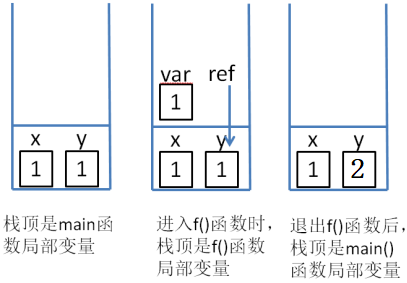 var ref
1
x y
1 1
x y
1 1
x y
1 2
栈顶是main函
数局部变量
进入f()函数时,
栈顶是f()函数
局部变量
退出f()函数后,
栈顶是main()
函数局部变量